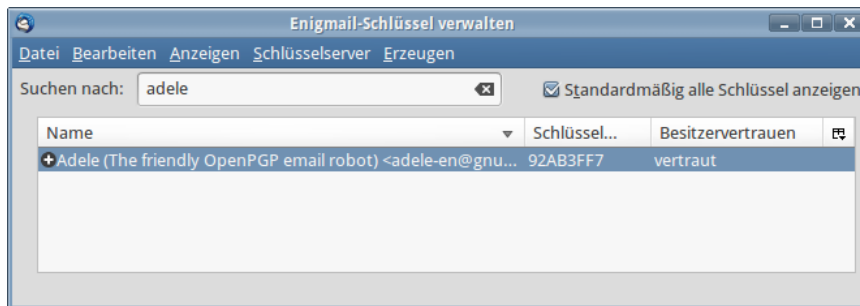 Enigmail-Schlüssel verwalten
Datei Bearbeiten Anzeigen Schlüsselserver Erzeugen
Suchen nach: adele Standardmäßig alle Schlüssel anzeigen
Name Schlüssel... Besitzervertrauen
Adele (The friendly OpenPGP email robot) <adele-en@gnu... 92AB3FF7 vertraut